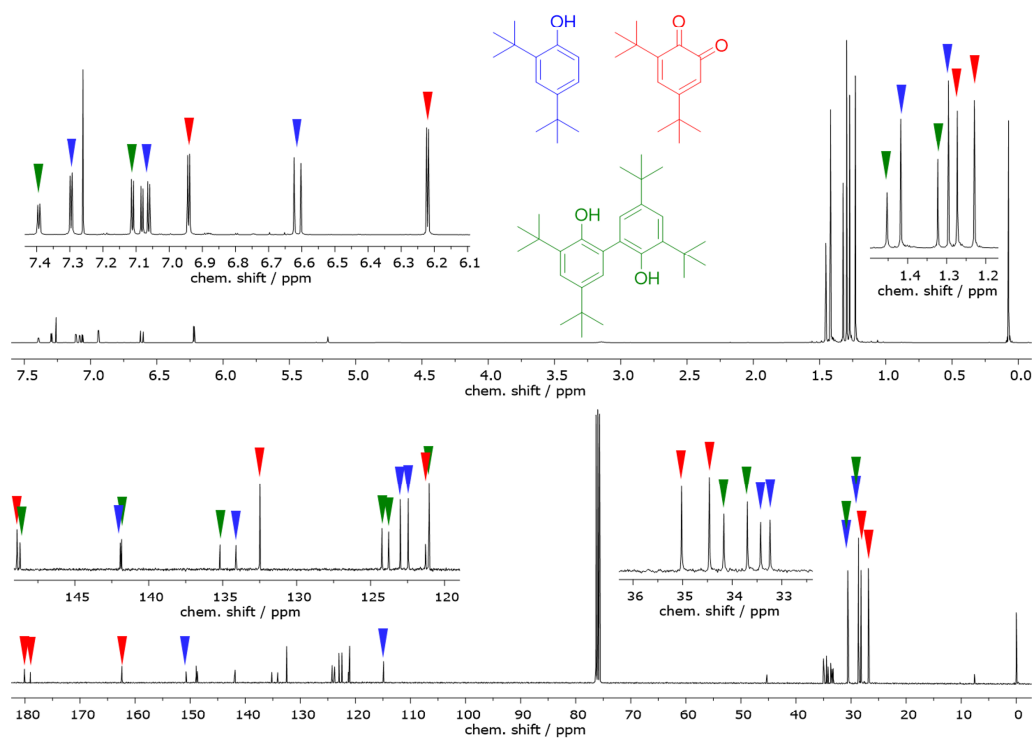 OH
O
O
OH
OH
7.4 7.3 7.2 7.1 7.0 6.9 6.8 6.7 6.6 6.5 6.4 6.3 6.2 6.1
chem. shift / ppm
1.4 1.3 1.2
chem. shift / ppm
7.5 7.0 6.5 6.0 5.5 5.0 4.5 4.0 3.5 3.0 2.5 2.0 1.5 1.0 0.5 0.0
chem. shift / ppm
145 140 135 130 125 120
chem. shift / ppm
36 35 34 33
chem. shift / ppm
180 170 160 150 140 130 120 110 100 90 80 70 60 50 40 30 20 10 0
chem. shift / ppm